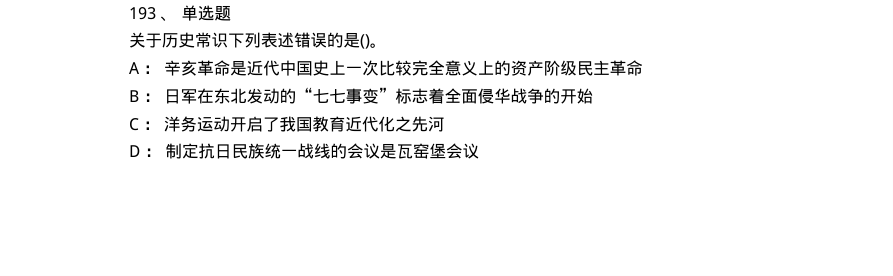 193、 单选题
关于历史常识下列表述错误的是()。
A： 辛亥革命是近代中国史上一次比较完全意义上的资产阶级民主革命
B： 日军在东北发动的“七七事变”标志着全面侵华战争的开始
C： 洋务运动开启了我国教育近代化之先河
D： 制定抗日民族统一战线的会议是瓦窑堡会议